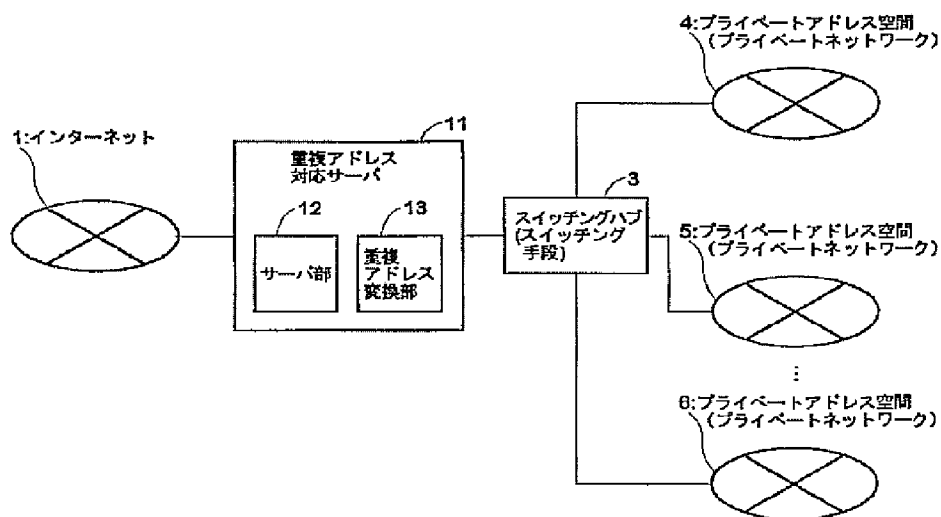 4:プライベートアドレス空間
(プライベートネットワーク)
1:インターネット
11
重複アドレス
対応サーバ
12
13
サーバ部
重複
アドレス
変換部
3
スイッチングハブ
(スイッチング
手段)
5:プライベートアドレス空間
(プライベートネットワーク)
⋮
6:プライベートアドレス空間
(プライベートネットワーク)